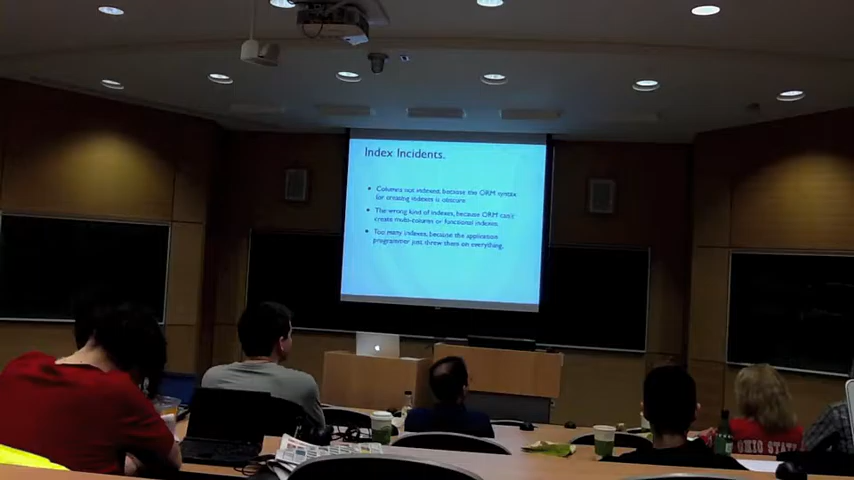 Index Incidents.
• Columns not indexed, because the ORM syntax
for creating indexes is obscure.
• The wrong kind of indexes, because ORM can't
create multi-column or functional indexes.
• Too many indexes, because the application
programmer just threw them on everything.
OHIO STATE